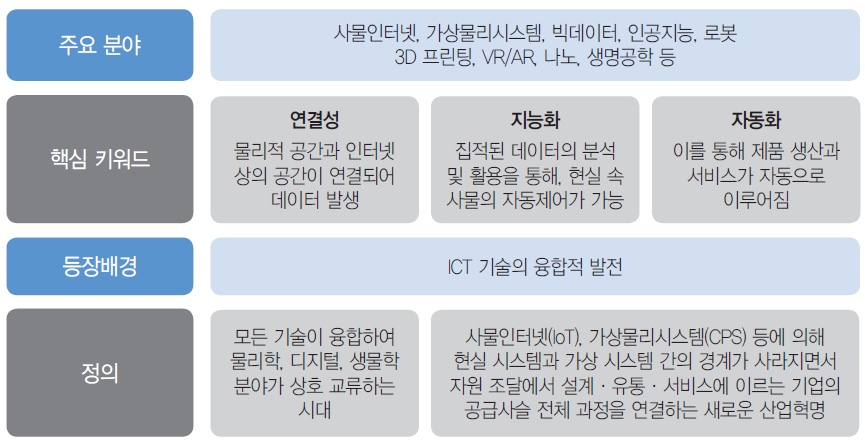 주요 분야
사물인터넷, 가상물리시스템, 빅데이터, 인공지능, 로봇
3D 프린팅, VR/AR, 나노, 생명공학 등
핵심 키워드
연결성
물리적 공간과 인터넷
상의 공간이 연결되어
데이터 발생
지능화
집적된 데이터의 분석
및 활용을 통해, 현실 속
사물의 자동제어가 가능
자동화
이를 통해 제품 생산과
서비스가 자동으로
이루어짐
등장배경
ICT 기술의 융합적 발전
정의
모든 기술이 융합하여
물리학, 디지털, 생물학
분야가 상호 교류하는
시대
사물인터넷(IoT), 가상물리시스템(CPS) 등에 의해
현실 시스템과 가상 시스템 간의 경계가 사라지면서
자원 조달에서 설계 · 유통 · 서비스에 이르는 기업의
공급사슬 전체 과정을 연결하는 새로운 산업혁명